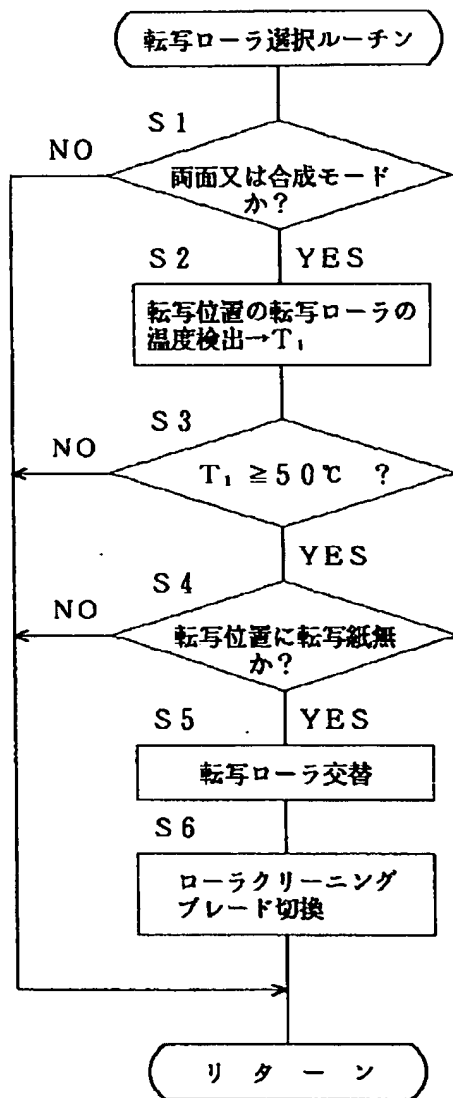 転写ローラ選択ルーチン
S1
NO
両面又は合成モード
か？
S2
YES
転写位置の転写ローラの
温度検出→T₁
S3
NO
T₁≧50℃ ？
YES
S4
NO
転写位置に転写紙無
か？
S5
YES
転写ローラ交替
S6
ローラクリーニング
ブレード切換
リターン